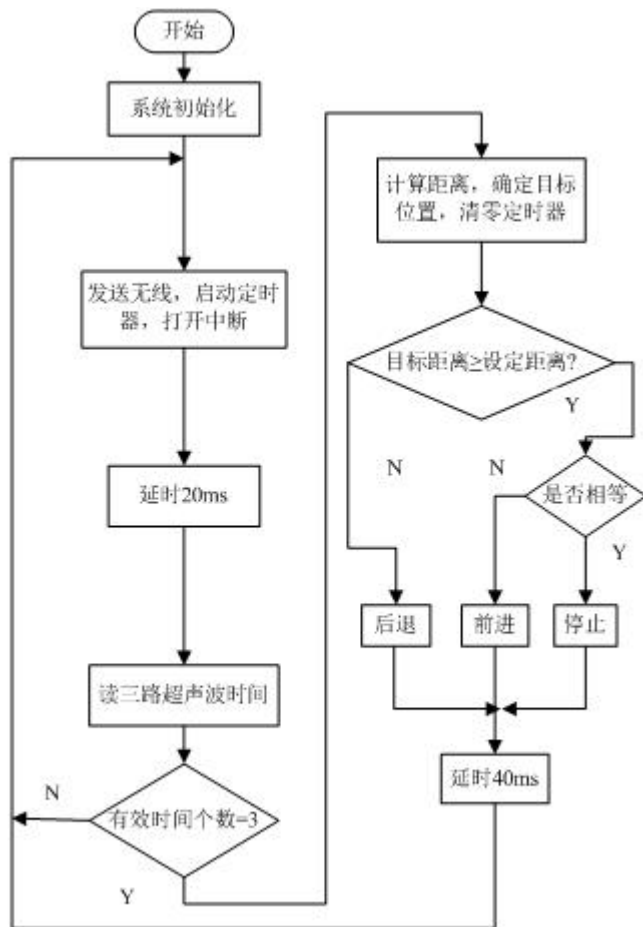 开始
系统初始化
发送无线，启动定时
器，打开中断
延时20ms
读三路超声波时间
有效时间个数=3
N
Y
计算距离，确定目标
位置，清零定时器
目标距离≥设定距离?
Y
N
N
是否相等
Y
后退
前进
停止
延时40ms